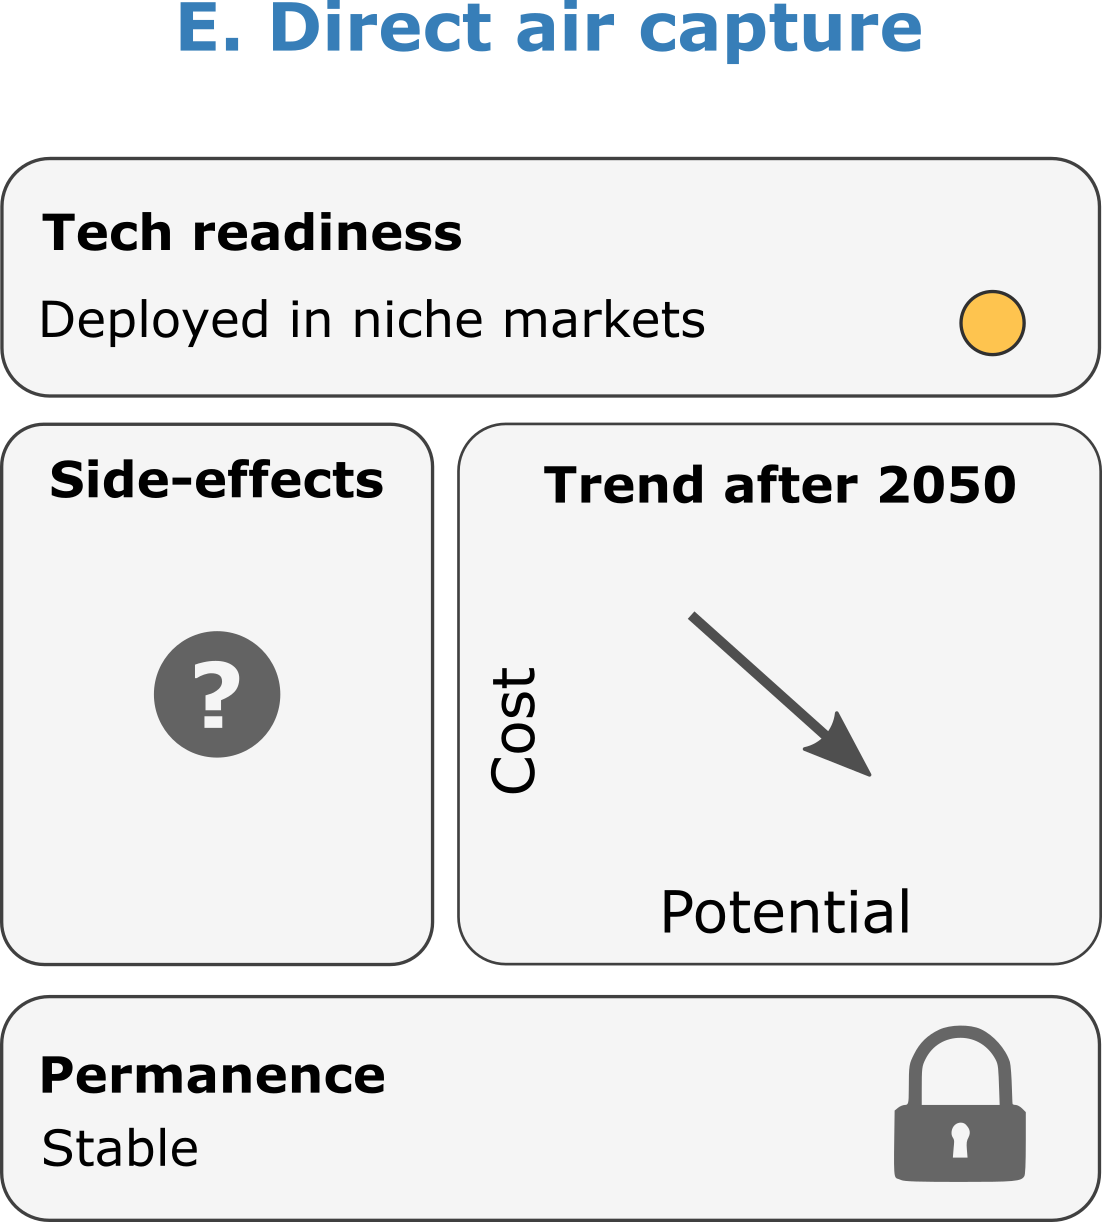 E. Direct air capture
Tech readiness
Deployed in niche markets
Side-effects
?
Trend after 2050
Cost
Potential
Permanence
Stable